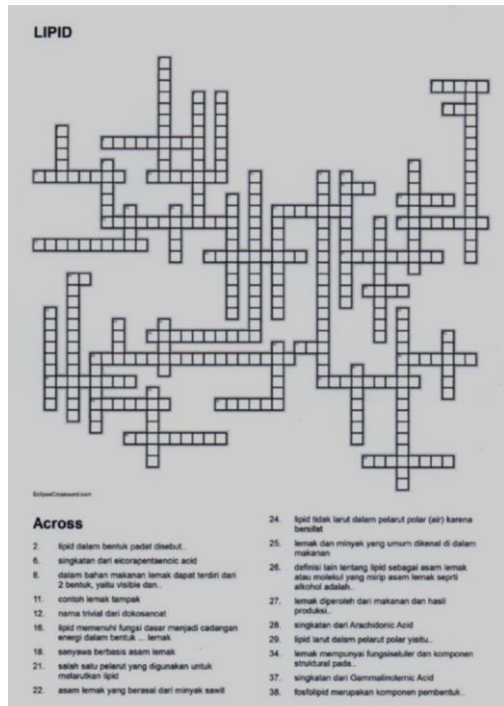 LIPID
EclipseCrossword.com
Across
2. lipid dalam bentuk padat disebut..
6. singkatan dari eicorapentaenoic acid
8. dalam bahan makanan lemak dapat terdiri dari
2 bentuk, yaitu visible dan..
11. contoh lemak tampak
12. nama trivial dari dokosancat
16. lipid memenuhi fungsi dasar menjadi cadangan
energi dalam bentuk ... lemak
18. senyawa berbasis asam lemak
21. salah satu pelarut yang digunakan untuk
melarutkan lipid
22. asam lemak yang berasal dari minyak sawit
24. lipid tidak larut dalam pelarut polar (air) karena
bersifat
25. lemak dan minyak yang umum dikenal di dalam
makanan
26. definisi lain tentang lipid sebagai asam lemak
atau molekul yang mirip asam lemak seprti
alkohol adalah..
27. lemak diperoleh dari makanan dan hasil
produksi..
28. singkatan dari Arachidonic Acid
29. lipid larut dalam pelarut polar yiaitu..
34. lemak mempunyai fungsiseluler dan komponen
struktural pada..
37. singkatan dari Gammalinolernic Acid
38. fosfolipid merupakan komponen pembentuk..